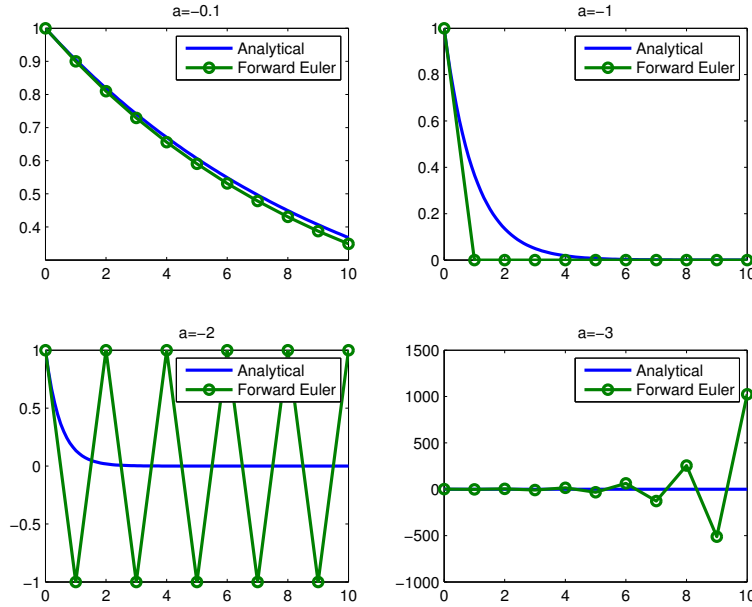 a=−0.1
1
0.9
0.8
0.7
0.6
0.5
0.4
0 2 4 6 8 10
Analytical
Forward Euler
a=−1
1
0.8
0.6
0.4
0.2
0
0 2 4 6 8 10
Analytical
Forward Euler
a=−2
1
0.5
0
−0.5
−1
0 2 4 6 8 10
Analytical
Forward Euler
a=−3
1500
1000
500
0
−500
−1000
0 2 4 6 8 10
Analytical
Forward Euler